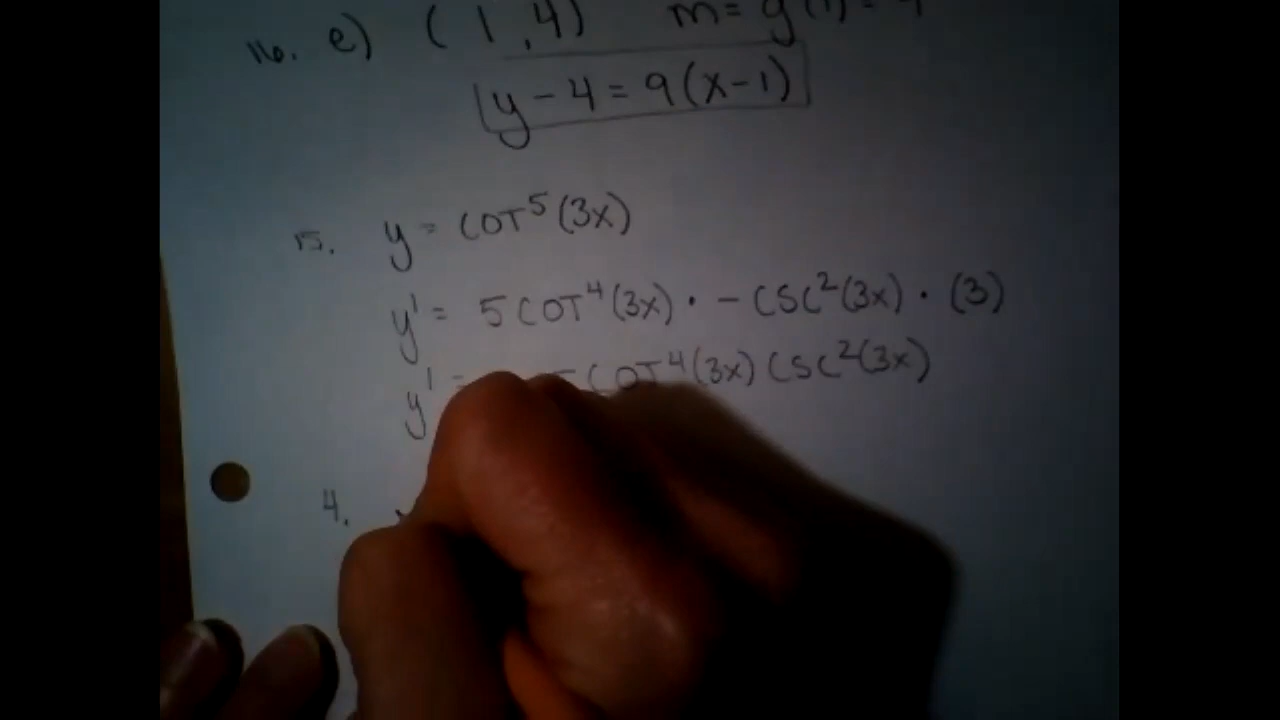 16. e) (1,4) m=
y - 4 = 9(x-1)
15. y = COT⁵(3x)
y' = 5COT⁴(3x) · -CSC²(3x) · (3)
y' = COT⁴(3x) CSC²(3x)
4.